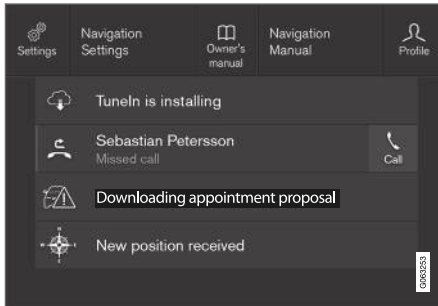 Settings
Navigation
Settings
Owner's
manual
Navigation
Manual
Profile
TuneIn is installing
Sebastian Petersson
Missed call
Call
Downloading appointment proposal
New position received
G063253